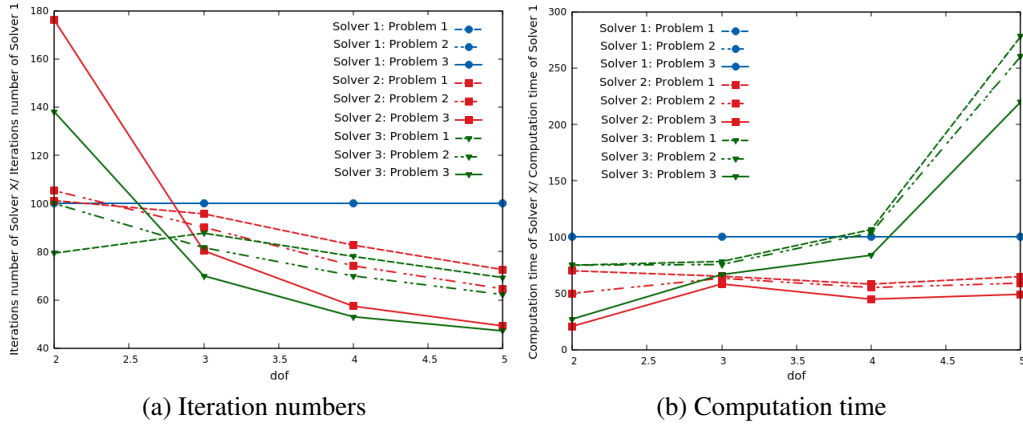 Iterations number of Solver X/ Iterations number of Solver 1
180
160
140
120
100
80
60
40
2
2.5
3
3.5
4
4.5
5
dof
Solver 1: Problem 1
Solver 1: Problem 2
Solver 1: Problem 3
Solver 2: Problem 1
Solver 2: Problem 2
Solver 2: Problem 3
Solver 3: Problem 1
Solver 3: Problem 2
Solver 3: Problem 3
(a) Iteration numbers
Computation time of Solver X/ Computation time of Solver 1
300
250
200
150
100
50
0
2
2.5
3
3.5
4
4.5
5
dof
Solver 1: Problem 1
Solver 1: Problem 2
Solver 1: Problem 3
Solver 2: Problem 1
Solver 2: Problem 2
Solver 2: Problem 3
Solver 3: Problem 1
Solver 3: Problem 2
Solver 3: Problem 3
(b) Computation time